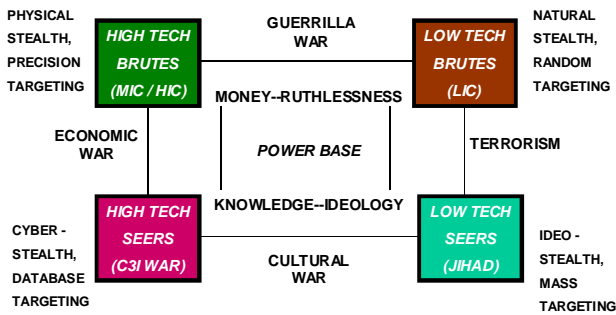 PHYSICAL
STEALTH,
PRECISION
TARGETING
HIGH TECH
BRUTES
(MIC / HIC)
GUERRILLA
WAR
LOW TECH
BRUTES
(LIC)
NATURAL
STEALTH,
RANDOM
TARGETING
MONEY--RUTHLESSNESS
ECONOMIC
WAR
POWER BASE
TERRORISM
KNOWLEDGE--IDEOLOGY
CYBER -
STEALTH,
DATABASE
TARGETING
HIGH TECH
SEERS
(C3I WAR)
CULTURAL
WAR
LOW TECH
SEERS
(JIHAD)
IDEO -
STEALTH,
MASS
TARGETING